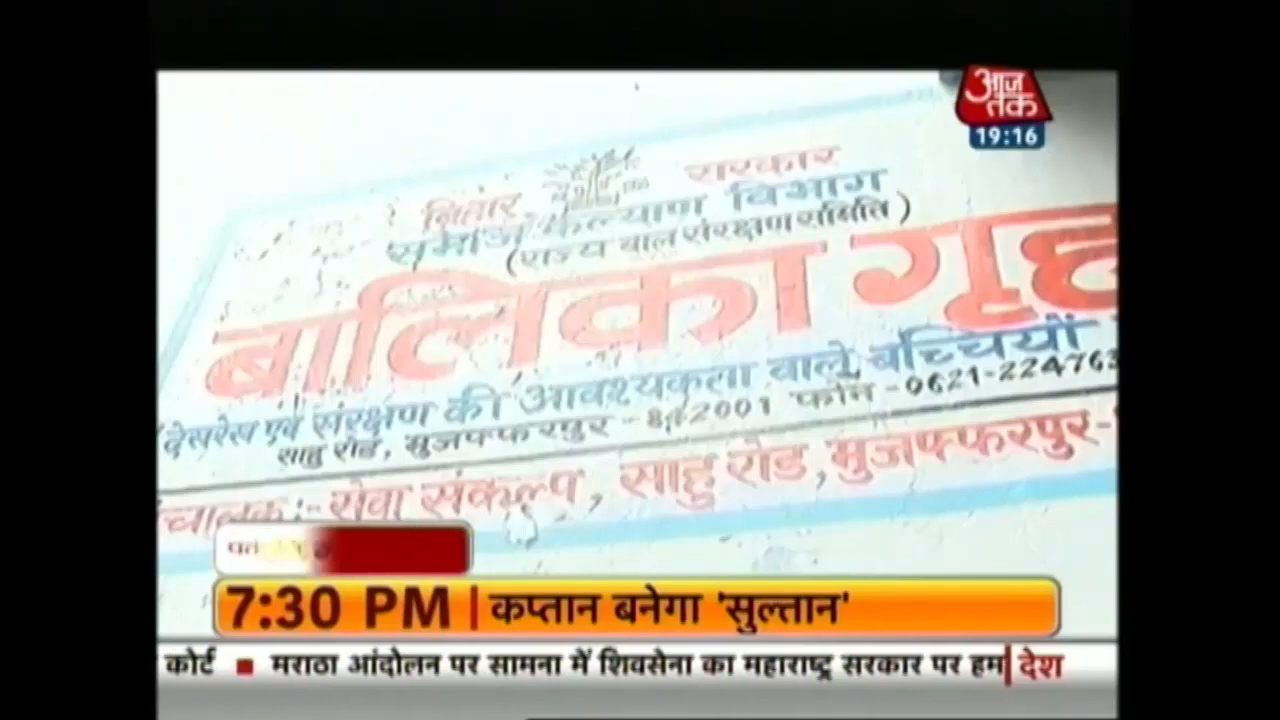 आज
तक
19:16
बिहार सरकार
समाज कल्याण विभाग
(राज्य बाल संरक्षण समिति)
बालिका गृह
देखरेख एवं संरक्षण की आवश्यकता वाले, बच्चियों
साहु रोड, मुजफ्फरपुर - 842001 फोन -0621-224763
चालक:- सेवा संकल्प, साहु रोड,मुजफ्फरपुर-
7:30 PM कप्तान बनेगा 'सुल्तान'
कोर्ट ▪ मराठा आंदोलन पर सामना में शिवसेना का महाराष्ट्र सरकार पर हम देश